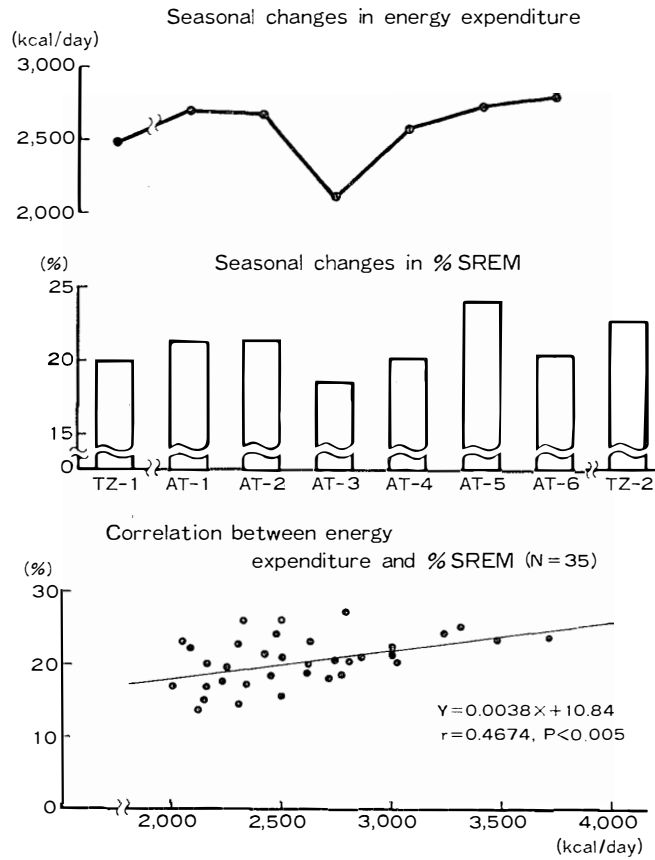 Seasonal changes in energy expenditure
(kcal/day)
3,000
2,500
2,000
(%)
Seasonal changes in % SREM
25
20
15
0
TZ-1 AT-1 AT-2 AT-3 AT-4 AT-5 AT-6 TZ-2
Correlation between energy
expenditure and % SREM (N=35)
(%)
30
20
10
0
Y=0.0038×+10.84
r=0.4674, P<0.005
2,000 2,500 3,000 3,500 4,000
(kcal/day)